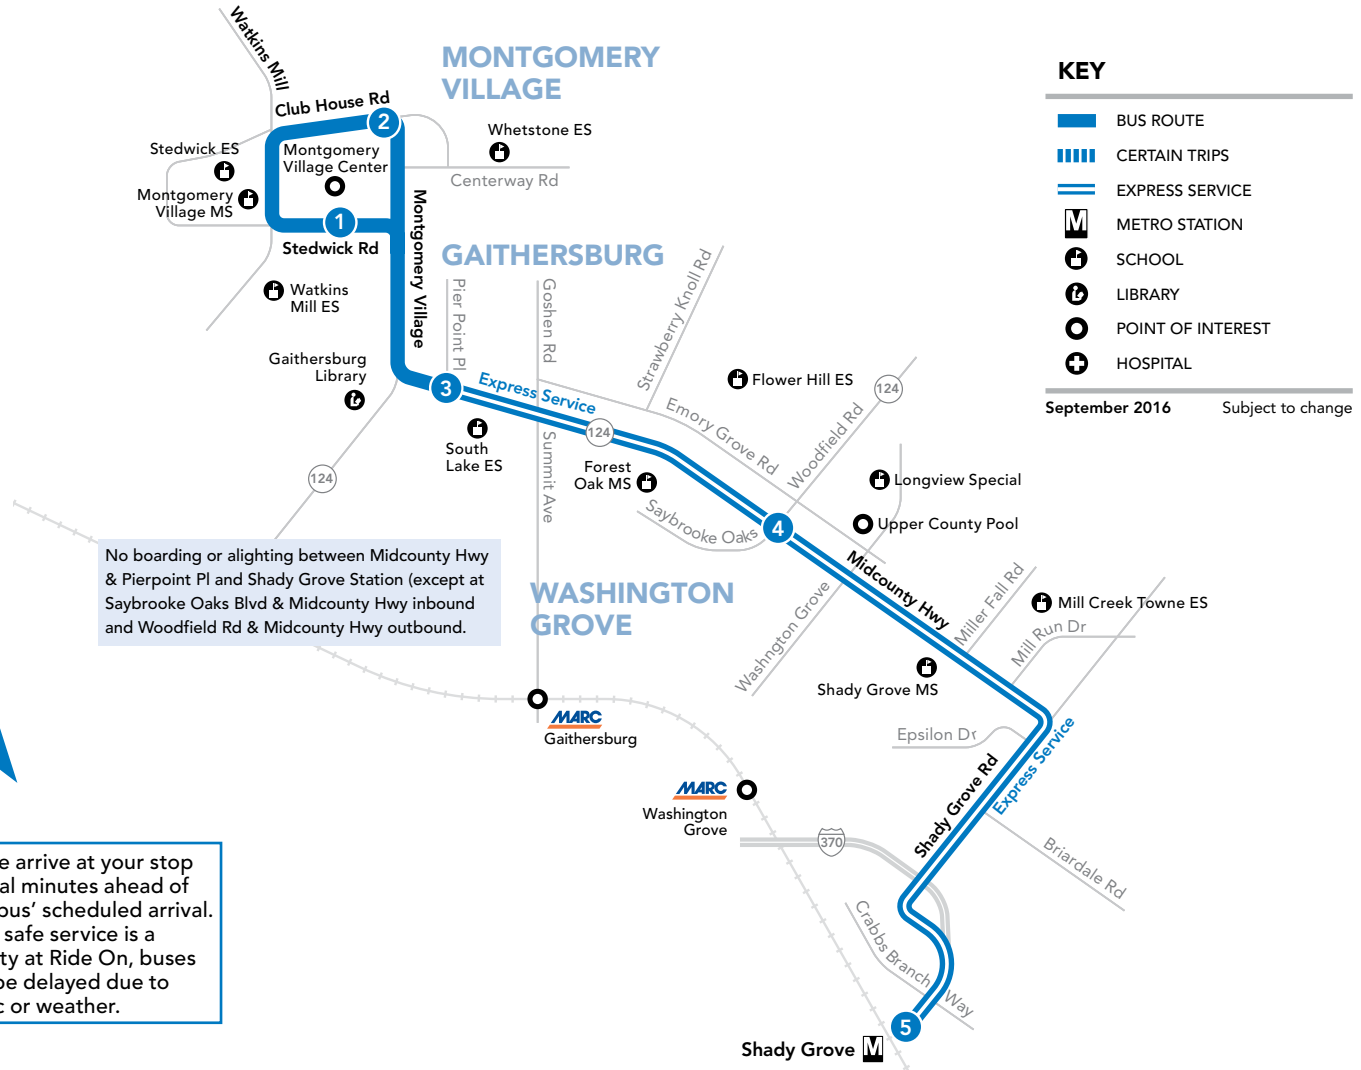 Watkins Mill
Club House Rd
2
MONTGOMERY
VILLAGE
Whetstone ES
Stedwick ES
Montgomery
Village Center
Centerway Rd
Montgomery
Village MS
1
Stedwick Rd
Montgomery Village
GAITHERSBURG
Watkins
Mill ES
Pier Point Pl
Goshen Rd
Strawberry Knoll Rd
Gaithersburg
Library
3
Express Service
124
Flower Hill ES
124
Emory Grove Rd
Woodfield Rd
South
Lake ES
Summit Ave
Forest
Oak MS
124
Longview Special
Saybrooke Oaks
4
Upper County Pool
No boarding or alighting between Midcounty Hwy
& Pierpoint Pl and Shady Grove Station (except at
Saybrooke Oaks Blvd & Midcounty Hwy inbound
and Woodfield Rd & Midcounty Hwy outbound.
WASHINGTON
GROVE
Midcounty Hwy
Washngton Grove
Miller Fall Rd
Mill Creek Towne ES
Mill Run Dr
Shady Grove MS
MARC
Gaithersburg
Epsilon Dr
Express Service
Shady Grove Rd
MARC
Washington
Grove
370
Briardale Rd
Crabbs Branch Way
5
Shady Grove M
KEY
BUS ROUTE
CERTAIN TRIPS
EXPRESS SERVICE
M METRO STATION
SCHOOL
LIBRARY
POINT OF INTEREST
HOSPITAL
September 2016 Subject to change
e arrive at your stop
al minutes ahead of
bus' scheduled arrival.
safe service is a
ty at Ride On, buses
be delayed due to
c or weather.